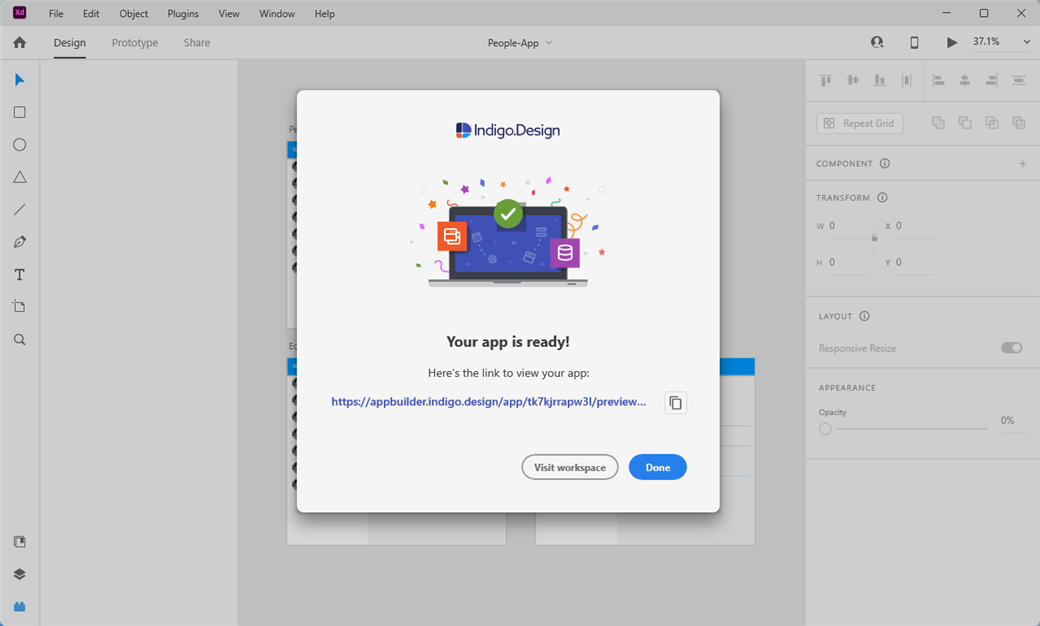 Xd File Edit Object Plugins View Window Help
Design Prototype Share People-App 37.1%
Repeat Grid
COMPONENT
TRANSFORM
W 0 X 0
H 0 Y 0
LAYOUT
Responsive Resize
APPEARANCE
Opacity
0%
Indigo.Design
Your app is ready!
Here's the link to view your app:
https://appbuilder.indigo.design/app/tk7kjrrapw3l/preview...
Visit workspace Done